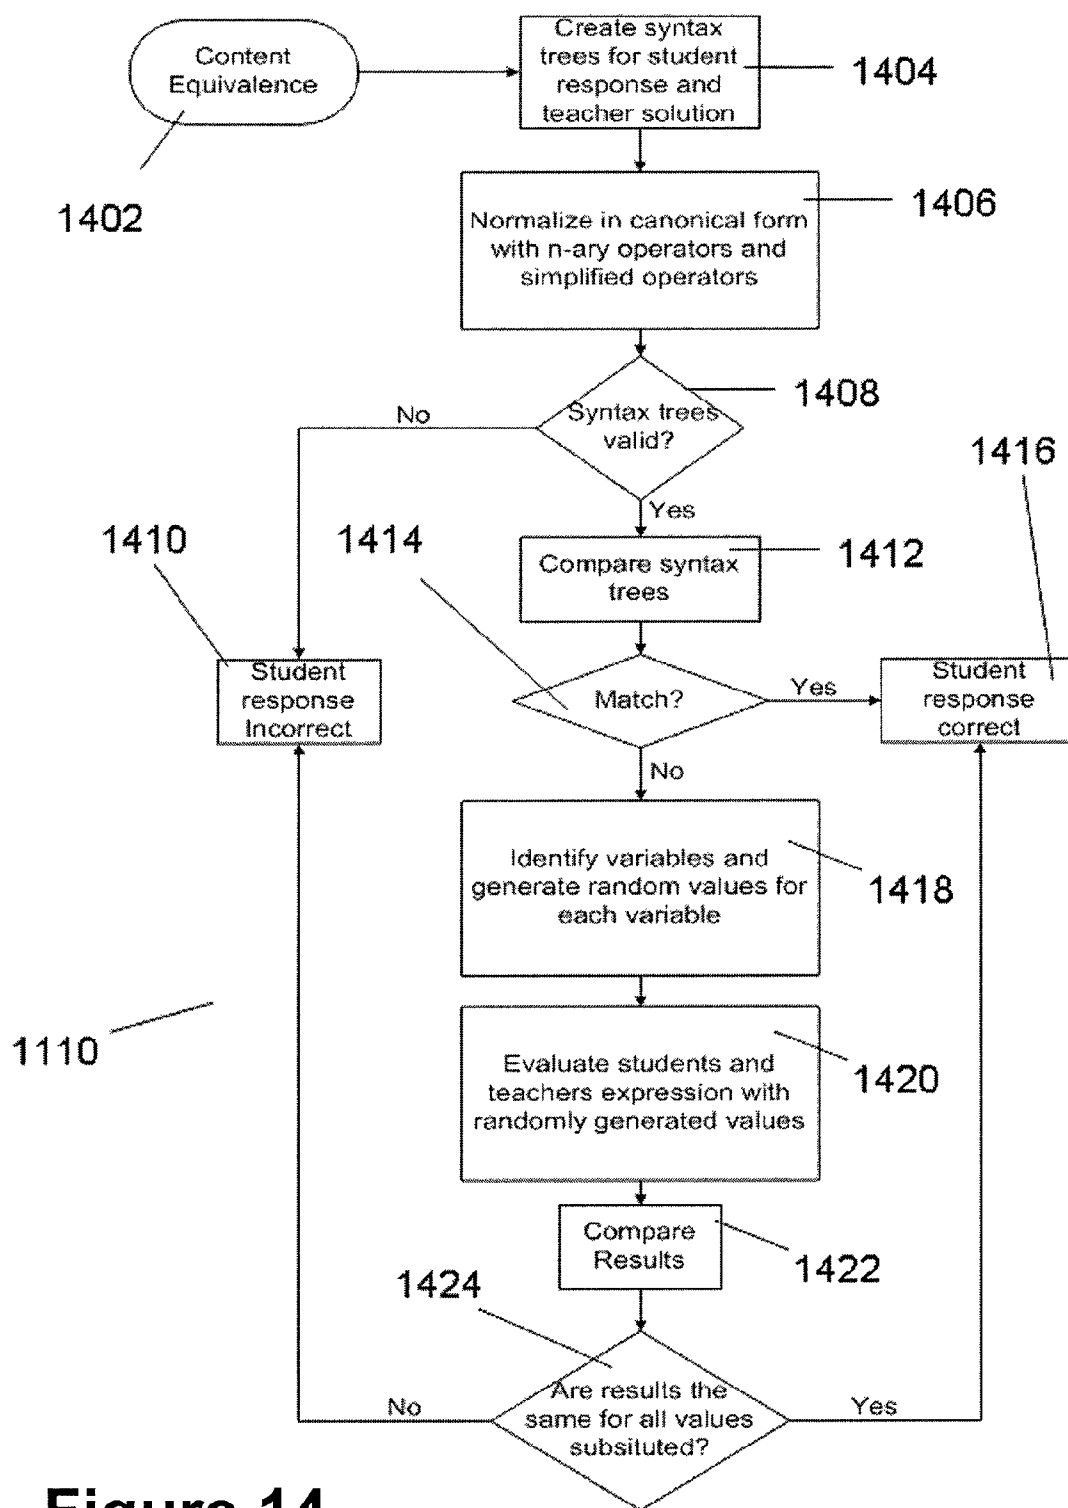 Content
Equivalence
1402
Create syntax
trees for student
response and
teacher solution
1404
Normalize in canonical form
with n-ary operators and
simplified operators
1406
Syntax trees
valid?
1408
No
Yes
1410
1414
1412
1416
Compare syntax
trees
Student
response
Incorrect
Match?
Yes
Student
response
correct
No
Identify variables and
generate random values for
each variable
1418
1110
Evaluate students and
teachers expression with
randomly generated values
1420
Compare
Results
1422
1424
Are results the
same for all values
subsituted?
No
Yes
Figure 14